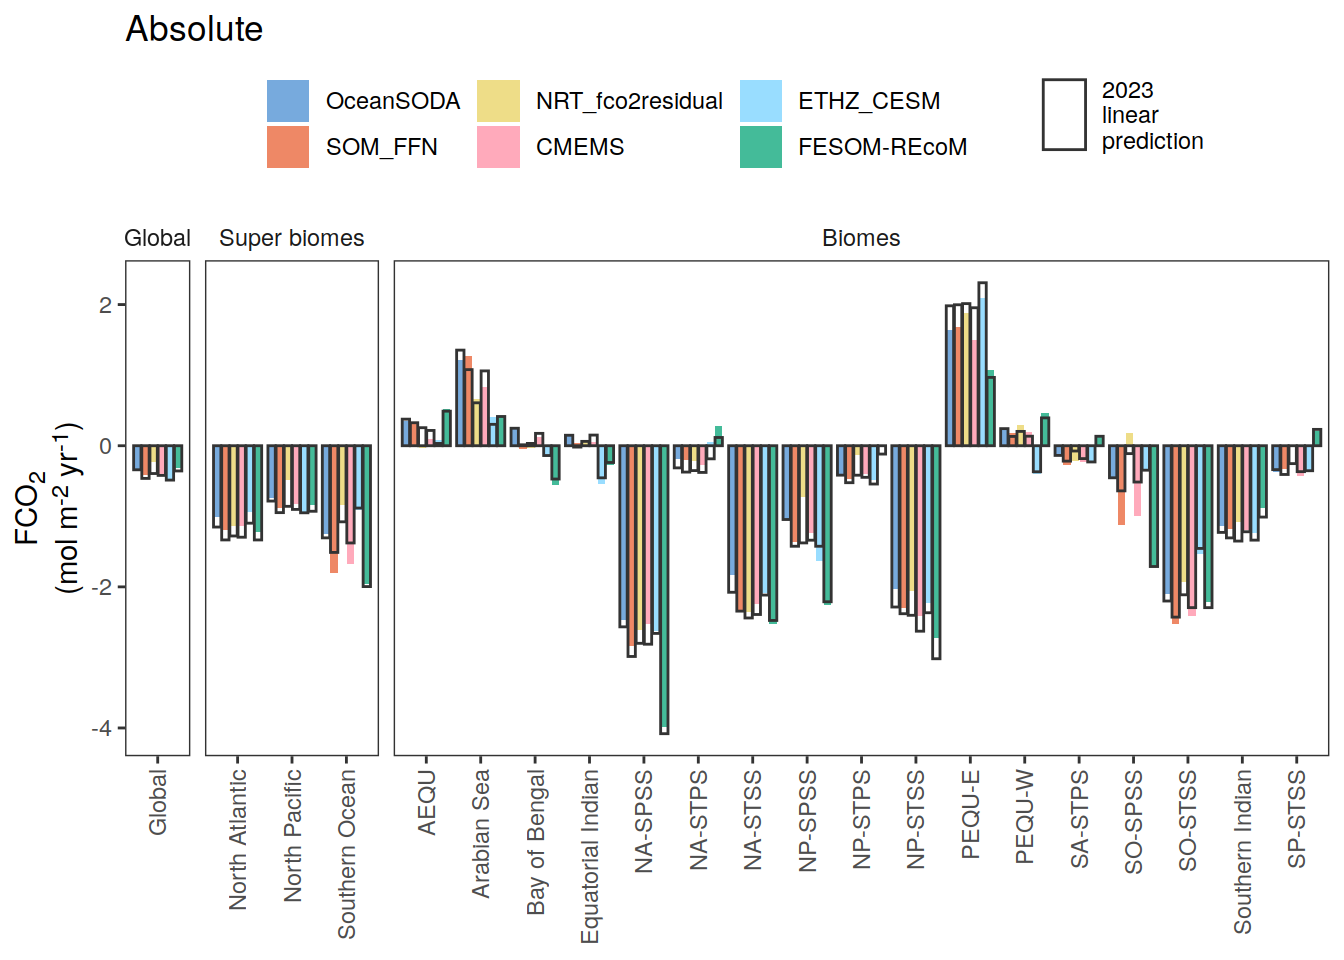 Absolute
OceanSODA
NRT_fco2residual
ETHZ_CESM
SOM_FFN
CMEMS
FESOM-REcoM
2023
linear
prediction
Global
Super biomes
Biomes
2
0
-2
-4
FCO2
(mol m-2 yr-1)
Global
North Atlantic
North Pacific
Southern Ocean
AEQU
Arabian Sea
Bay of Bengal
Equatorial Indian
NA-SPSS
NA-STPS
NA-STSS
NP-SPSS
NP-STPS
NP-STSS
PEQU-E
PEQU-W
SA-STPS
SO-SPSS
SO-STSS
Southern Indian
SP-STSS